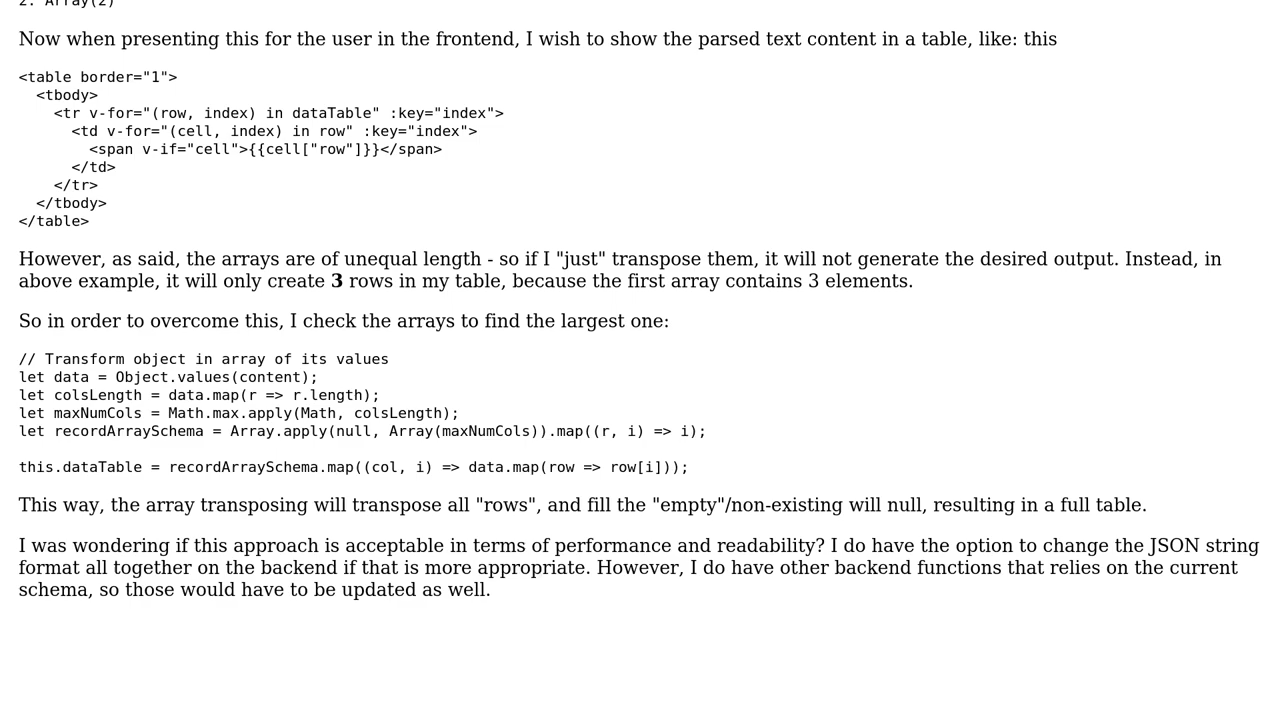 2: Array(2)
Now when presenting this for the user in the frontend, I wish to show the parsed text content in a table, like: this
<table border="1">
  <tbody>
    <tr v-for="(row, index) in dataTable" :key="index">
      <td v-for="(cell, index) in row" :key="index">
        <span v-if="cell">{{cell["row"]}}</span>
      </td>
    </tr>
  </tbody>
</table>
However, as said, the arrays are of unequal length - so if I "just" transpose them, it will not generate the desired output. Instead, in
above example, it will only create 3 rows in my table, because the first array contains 3 elements.
So in order to overcome this, I check the arrays to find the largest one:
// Transform object in array of its values
let data = Object.values(content);
let colsLength = data.map(r => r.length);
let maxNumCols = Math.max.apply(Math, colsLength);
let recordArraySchema = Array.apply(null, Array(maxNumCols)).map((r, i) => i);
this.dataTable = recordArraySchema.map((col, i) => data.map(row => row[i]));
This way, the array transposing will transpose all "rows", and fill the "empty"/non-existing will null, resulting in a full table.
I was wondering if this approach is acceptable in terms of performance and readability? I do have the option to change the JSON string
format all together on the backend if that is more appropriate. However, I do have other backend functions that relies on the current
schema, so those would have to be updated as well.